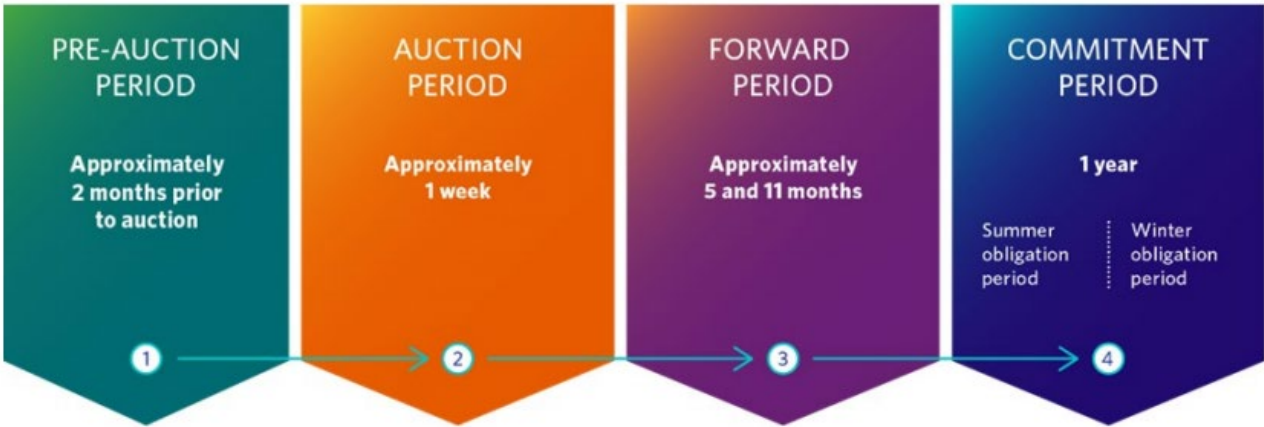 PRE-AUCTION
PERIOD
Approximately
2 months prior
to auction
1
AUCTION
PERIOD
Approximately
1 week
2
FORWARD
PERIOD
Approximately
5 and 11 months
3
COMMITMENT
PERIOD
1 year
Summer
obligation
period
Winter
obligation
period
4